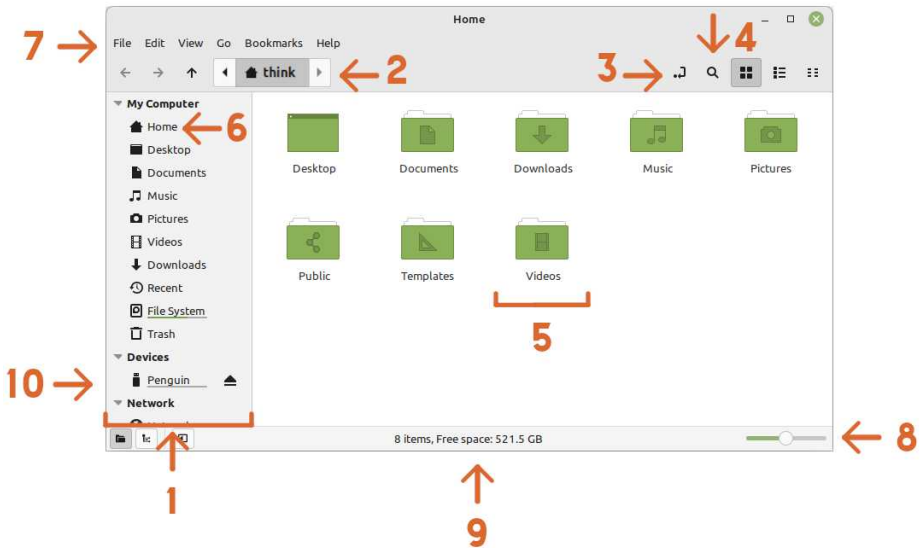 Home
7
File Edit View Go Bookmarks Help
4
think
2
3
My Computer
Home
6
Desktop
Documents
Music
Pictures
Videos
Downloads
Recent
File System
Trash
Devices
Penguin
Network
10
Desktop Documents Downloads Music Pictures
Public Templates Videos
5
8 items, Free space: 521.5 GB
8
1
9